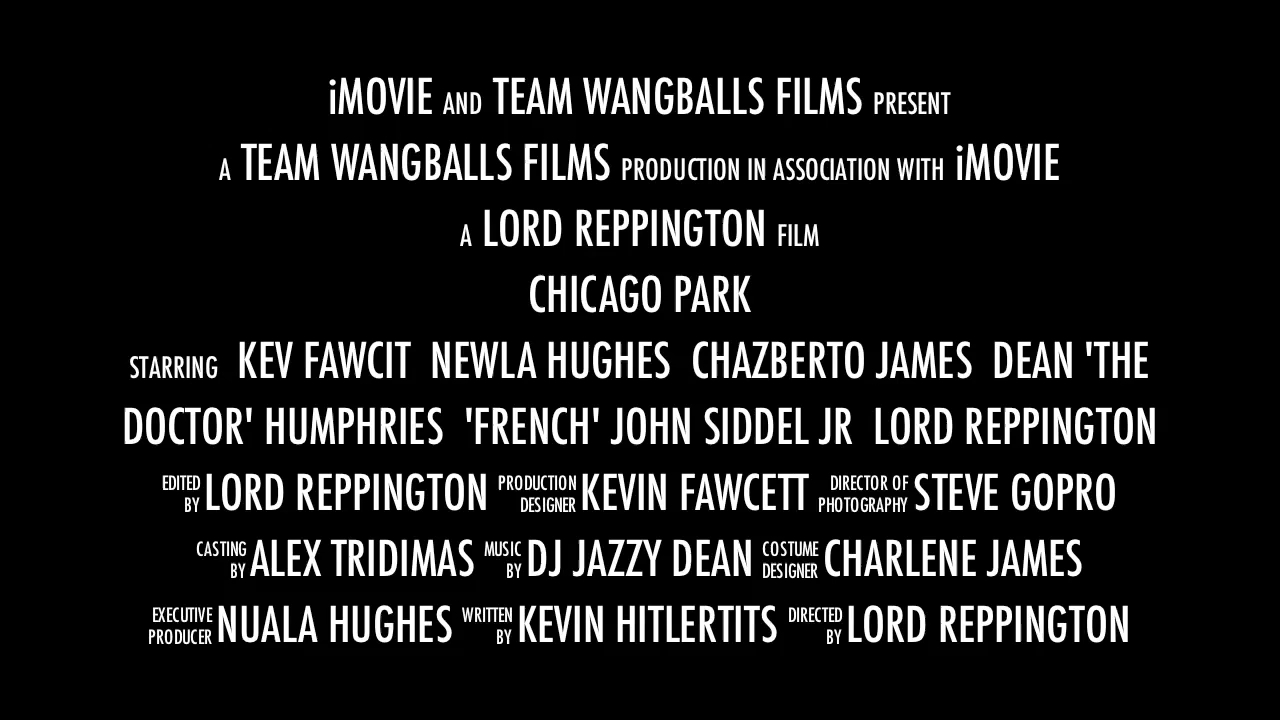 iMOVIE AND TEAM WANGBALLS FILMS PRESENT
A TEAM WANGBALLS FILMS PRODUCTION IN ASSOCIATION WITH iMOVIE
A LORD REPPINGTON FILM
CHICAGO PARK
STARRING KEV FAWCIT NEWLA HUGHES CHAZBERTO JAMES DEAN 'THE
DOCTOR' HUMPHRIES 'FRENCH' JOHN SIDDEL JR LORD REPPINGTON
EDITED BY LORD REPPINGTON PRODUCTION DESIGNER KEVIN FAWCETT DIRECTOR OF PHOTOGRAPHY STEVE GOPRO
CASTING BY ALEX TRIDIMAS MUSIC BY DJ JAZZY DEAN COSTUME DESIGNER CHARLENE JAMES
EXECUTIVE PRODUCER NUALA HUGHES WRITTEN BY KEVIN HITLERTITS DIRECTED BY LORD REPPINGTON